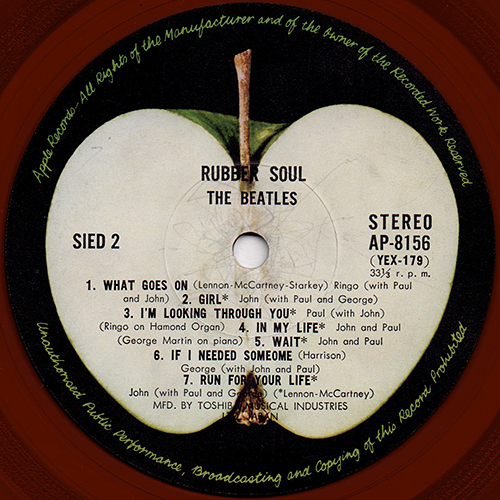 Apple Records-All Rights of the Manufacturer and of the owner of the Recorded Work Reserved
RUBBER SOUL
THE BEATLES
SIED 2
STEREO
AP-8156
(YEX-179)
33⅓ r. p. m.
1. WHAT GOES ON (Lennon-McCartney-Starkey) Ringo (with Paul
and John) 2. GIRL* John (with Paul and George)
3. I'M LOOKING THROUGH YOU* Paul (with John)
(Ringo on Hamond Organ) 4. IN MY LIFE* John and Paul
(George Martin on piano) 5. WAIT* John and Paul
6. IF I NEEDED SOMEONE (Harrison)
George (with John and Paul)
7. RUN FOR YOUR LIFE*
John (with Paul and George) (*Lennon-McCartney)
MFD. BY TOSHIBA MUSICAL INDUSTRIES
JAPAN
Unauthorised Public Performance, Broadcasting and Copying of this Record Prohibited